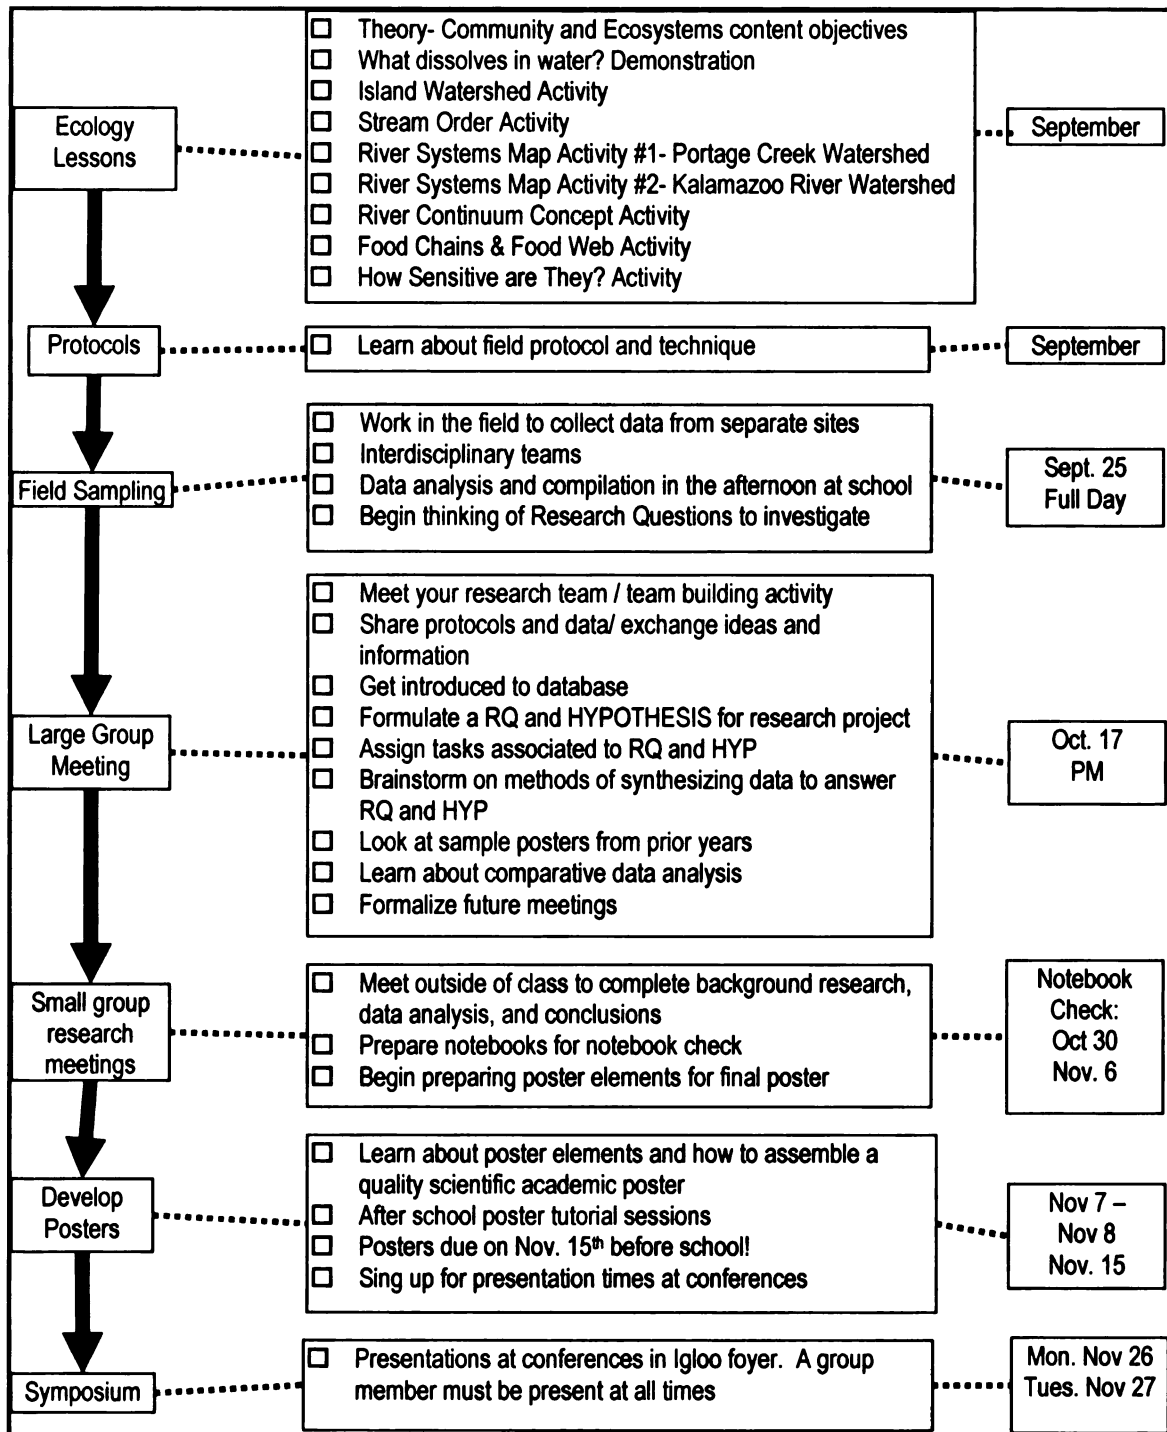 ☐ Theory- Community and Ecosystems content objectives
☐ What dissolves in water? Demonstration
☐ Island Watershed Activity
☐ Stream Order Activity
☐ River Systems Map Activity #1- Portage Creek Watershed
☐ River Systems Map Activity #2- Kalamazoo River Watershed
☐ River Continuum Concept Activity
☐ Food Chains & Food Web Activity
☐ How Sensitive are They? Activity
Ecology
Lessons
September
Protocols
☐ Learn about field protocol and technique
September
Field Sampling
☐ Work in the field to collect data from separate sites
☐ Interdisciplinary teams
☐ Data analysis and compilation in the afternoon at school
☐ Begin thinking of Research Questions to investigate
Sept. 25
Full Day
Large Group
Meeting
☐ Meet your research team / team building activity
☐ Share protocols and data/ exchange ideas and
information
☐ Get introduced to database
☐ Formulate a RQ and HYPOTHESIS for research project
☐ Assign tasks associated to RQ and HYP
☐ Brainstorm on methods of synthesizing data to answer
RQ and HYP
☐ Look at sample posters from prior years
☐ Learn about comparative data analysis
☐ Formalize future meetings
Oct. 17
PM
Small group
research
meetings
☐ Meet outside of class to complete background research,
data analysis, and conclusions
☐ Prepare notebooks for notebook check
☐ Begin preparing poster elements for final poster
Notebook
Check:
Oct 30
Nov. 6
Develop
Posters
☐ Learn about poster elements and how to assemble a
quality scientific academic poster
☐ After school poster tutorial sessions
☐ Posters due on Nov. 15th before school!
☐ Sing up for presentation times at conferences
Nov 7 –
Nov 8
Nov. 15
Symposium
☐ Presentations at conferences in Igloo foyer. A group
member must be present at all times
Mon. Nov 26
Tues. Nov 27